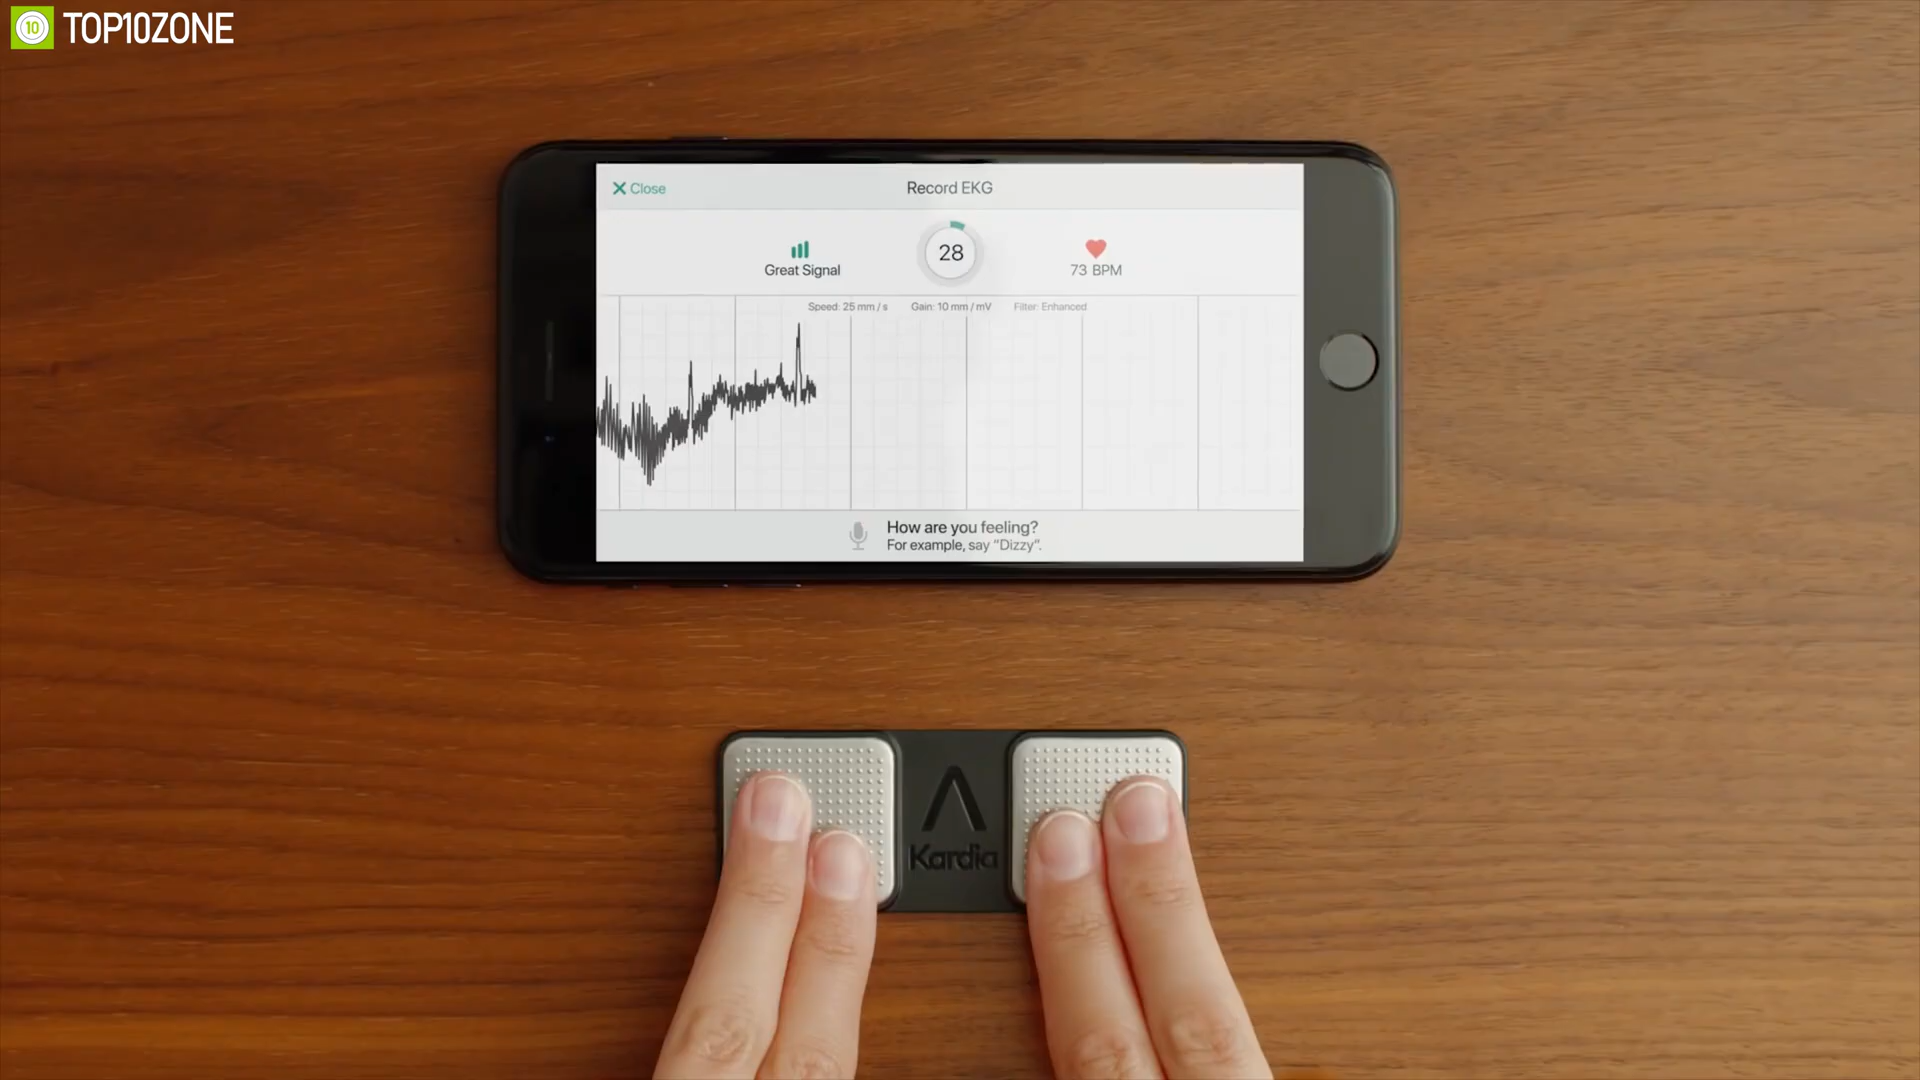 10 TOP10ZONE
Close
Record EKG
28
Great Signal
73 BPM
Speed: 25 mm / s
Gain: 10 mm / mV
Filter: Enhanced
How are you feeling?
For example, say “Dizzy”.
Kardia